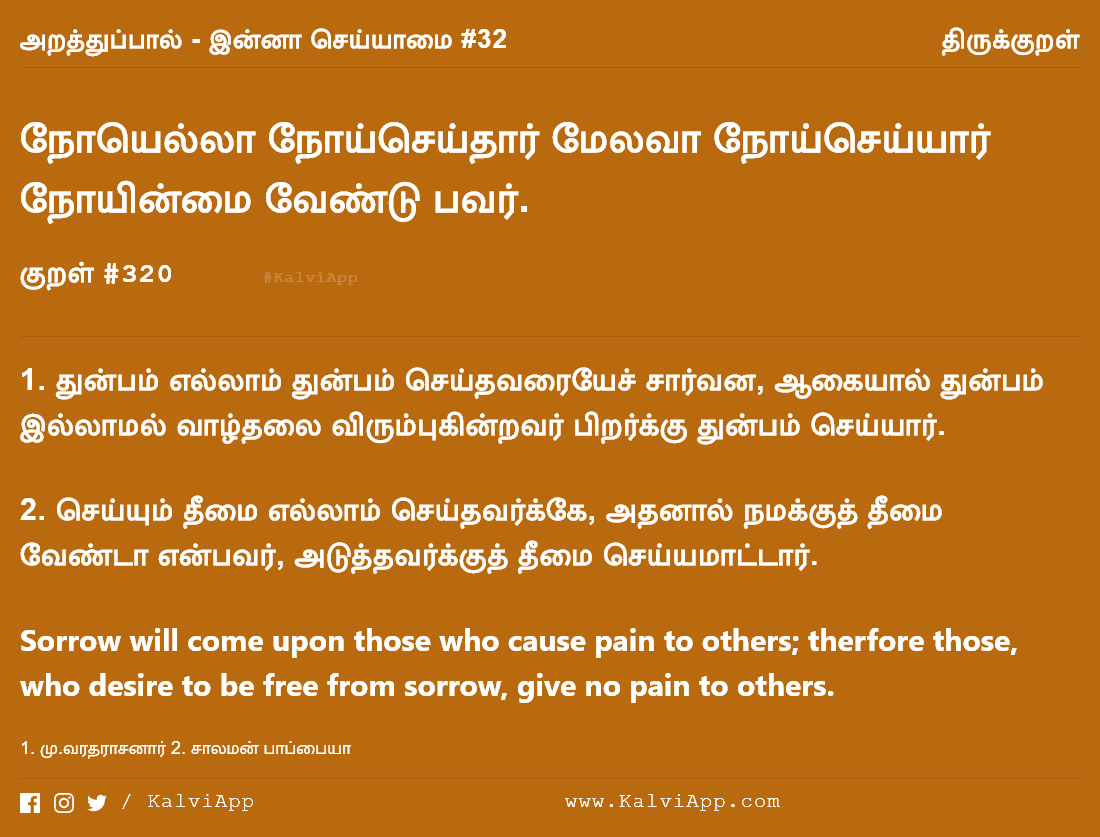 அறத்துப்பால் - இன்னா செய்யாமை #32
திருக்குறள்
நோயெல்லா நோய்செய்தார் மேலவா நோய்செய்யார்
நோயின்மை வேண்டு பவர்.
குறள் #320
#KalviApp
1. துன்பம் எல்லாம் துன்பம் செய்தவரையேச் சார்வன, ஆகையால் துன்பம்
இல்லாமல் வாழ்தலை விரும்புகின்றவர் பிறர்க்கு துன்பம் செய்யார்.
2. செய்யும் தீமை எல்லாம் செய்தவர்க்கே, அதனால் நமக்குத் தீமை
வேண்டா என்பவர், அடுத்தவர்க்குத் தீமை செய்யமாட்டார்.
Sorrow will come upon those who cause pain to others; therfore those,
who desire to be free from sorrow, give no pain to others.
1. மு.வரதராசனார் 2. சாலமன் பாப்பையா
/ KalviApp
www.KalviApp.com